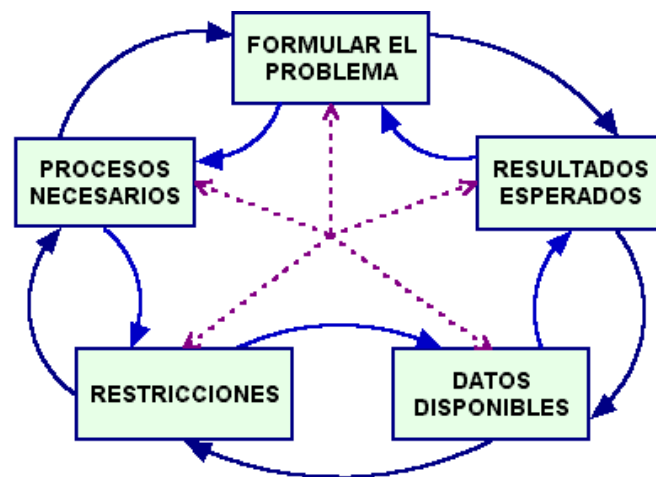 FORMULAR EL
PROBLEMA
PROCESOS
NECESARIOS
RESULTADOS
ESPERADOS
RESTRICCIONES
DATOS
DISPONIBLES